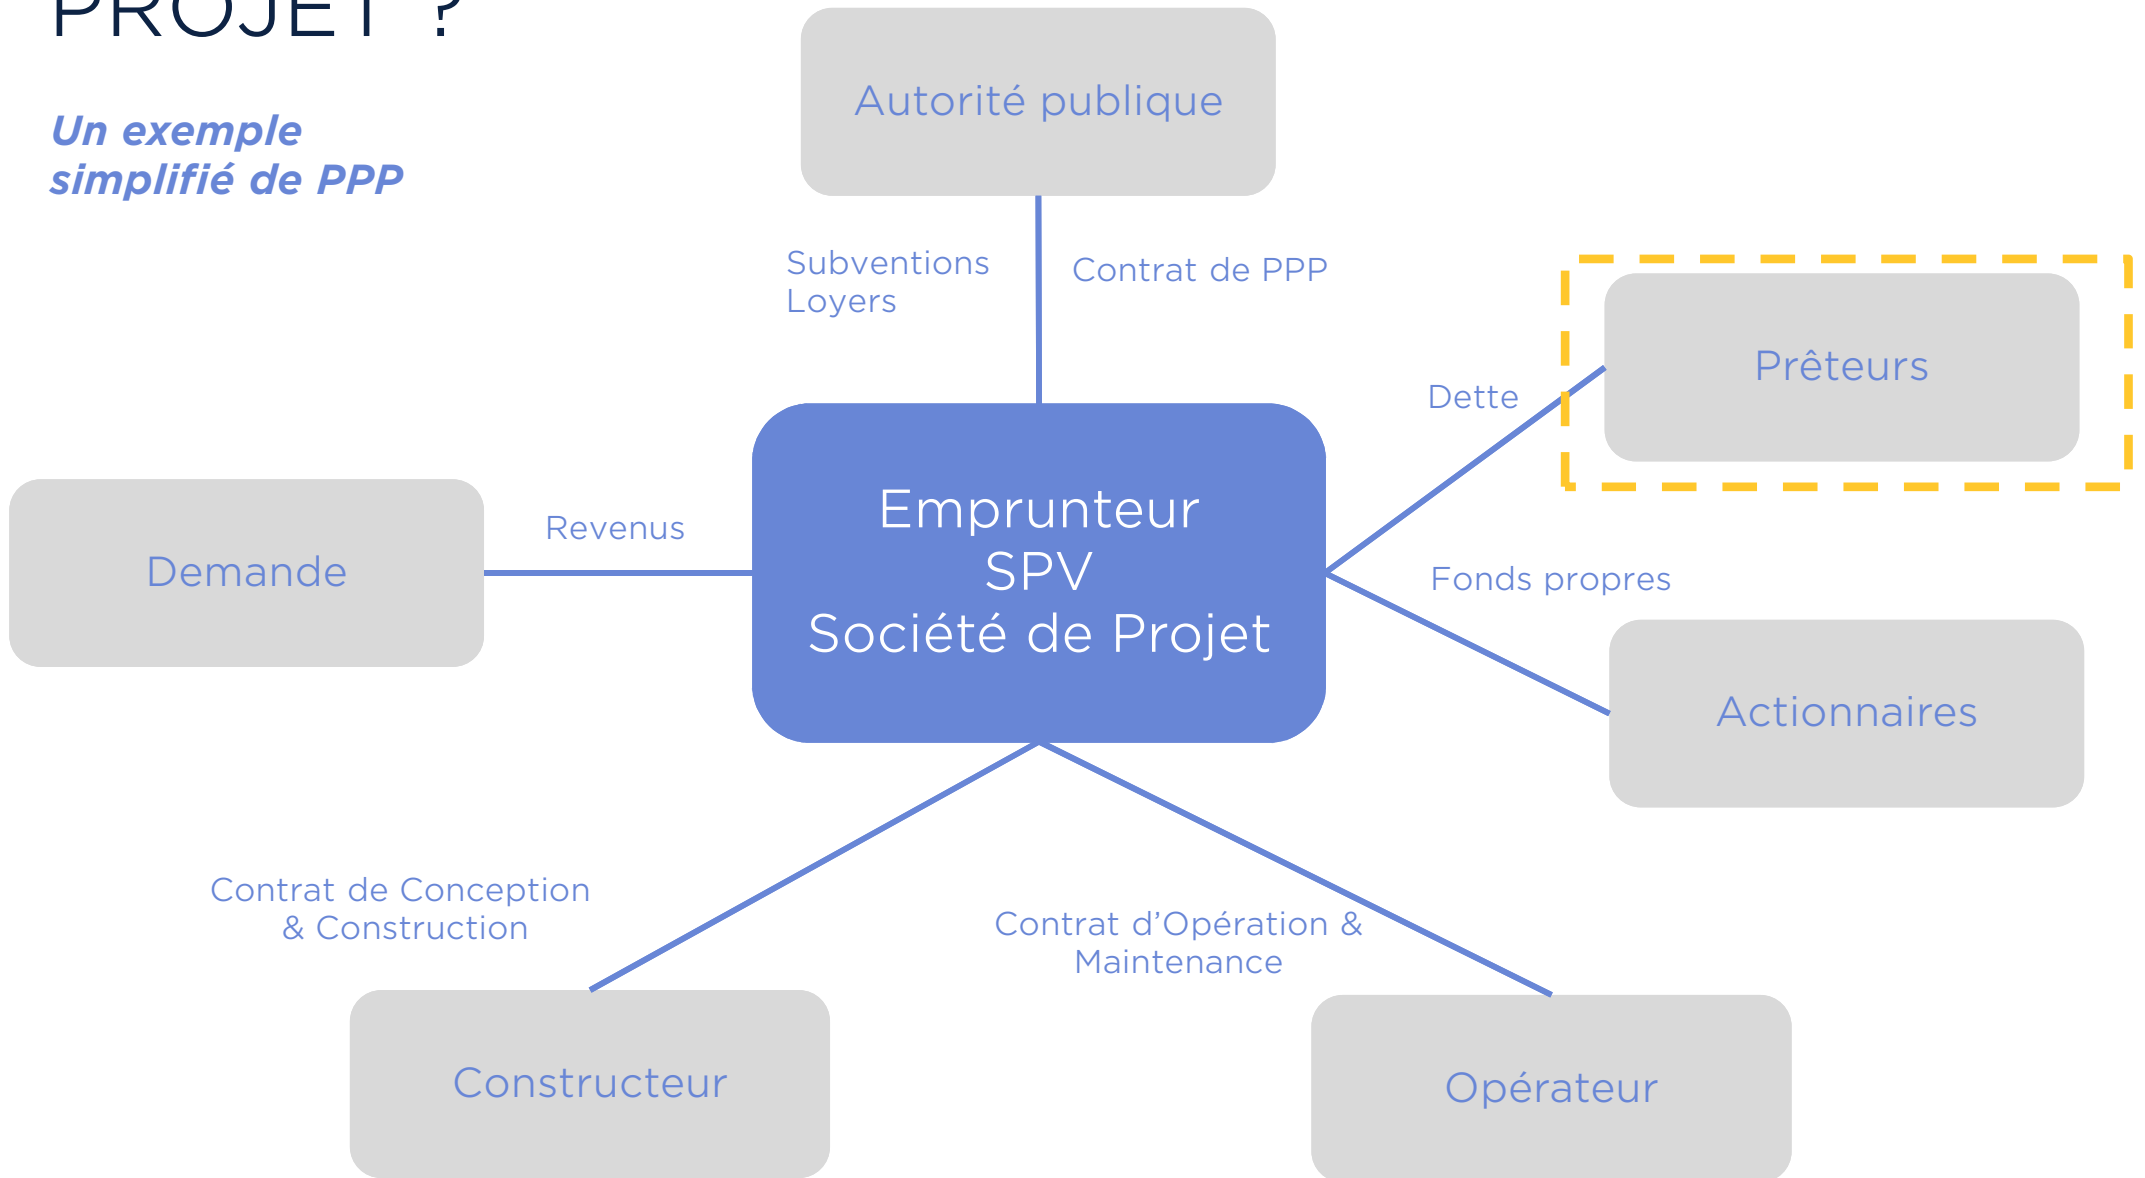 PROJET ?
Un exemple
simplifié de PPP
Autorité publique
Subventions
Loyers
Contrat de PPP
Prêteurs
Dette
Emprunteur
SPV
Société de Projet
Revenus
Demande
Fonds propres
Actionnaires
Contrat de Conception
& Construction
Contrat d’Opération &
Maintenance
Constructeur
Opérateur